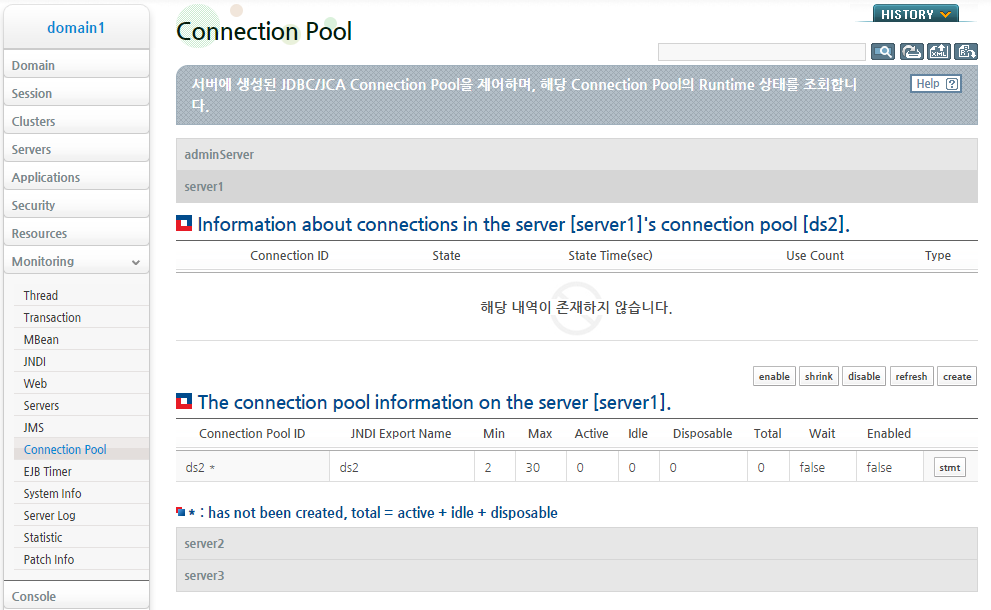 domain1
Domain
Session
Clusters
Servers
Applications
Security
Resources
Monitoring
Thread
Transaction
MBean
JNDI
Web
Servers
JMS
Connection Pool
EJB Timer
System Info
Server Log
Statistic
Patch Info
Console
HISTORY
Connection Pool
XML
서버에 생성된 JDBC/JCA Connection Pool을 제어하며, 해당 Connection Pool의 Runtime 상태를 조회합니
다.
Help ?
adminServer
server1
Information about connections in the server [server1]'s connection pool [ds2].
Connection ID State State Time(sec) Use Count Type
해당 내역이 존재하지 않습니다.
enable shrink disable refresh create
The connection pool information on the server [server1].
Connection Pool ID JNDI Export Name Min Max Active Idle Disposable Total Wait Enabled
ds2 * ds2 2 30 0 0 0 0 false false stmt
* : has not been created, total = active + idle + disposable
server2
server3